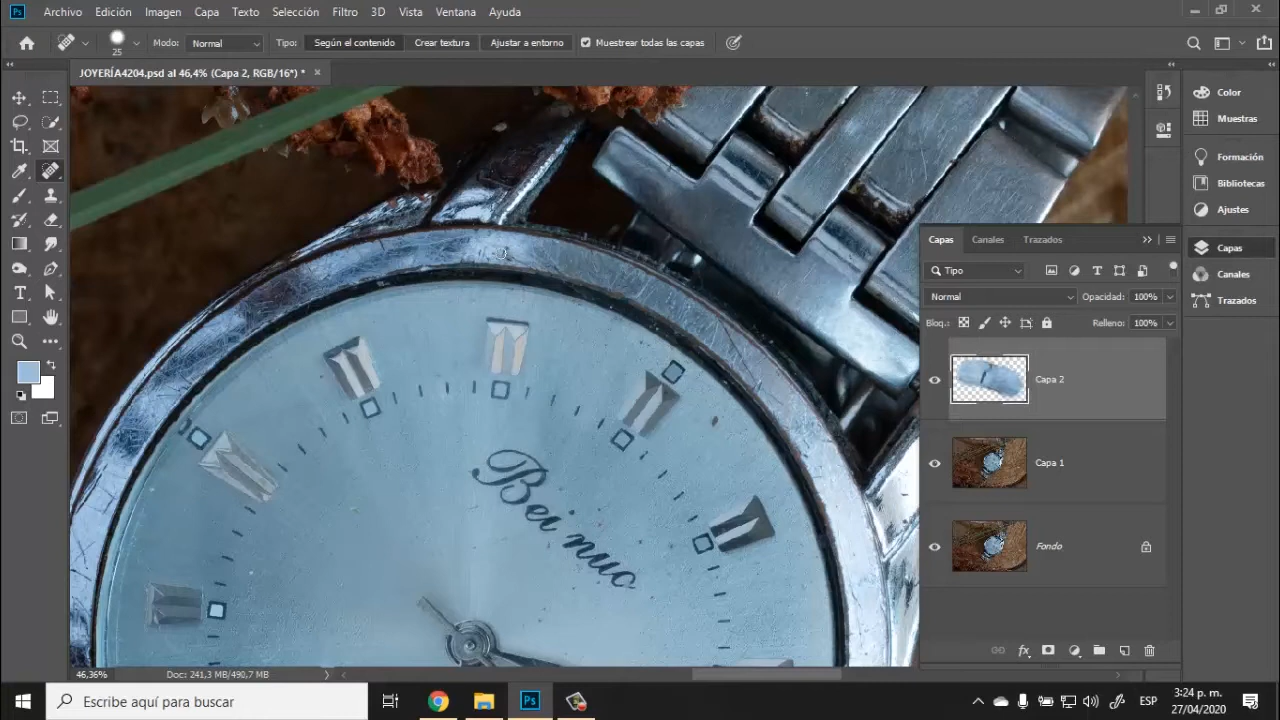 Ps Archivo Edición Imagen Capa Texto Selección Filtro 3D Vista Ventana Ayuda
25 Modo: Normal Tipo: Según el contenido Crear textura Ajustar a entorno Muestrear todas las capas
JOYERÍA4204.psd al 46,4% (Capa 2, RGB/16*) * ×
Color
Muestras
Formación
Bibliotecas
Ajustes
Capas
Canales
Trazados
Capas Canales Trazados
Tipo
Normal Opacidad: 100%
Bloq.: Relleno: 100%
Capa 2
Capa 1
Fondo
fx
Bei nuo
46,36% Doc: 241,3 MB/490,7 MB
Escribe aquí para buscar
Ps
ESP
3:24 p. m.
27/04/2020